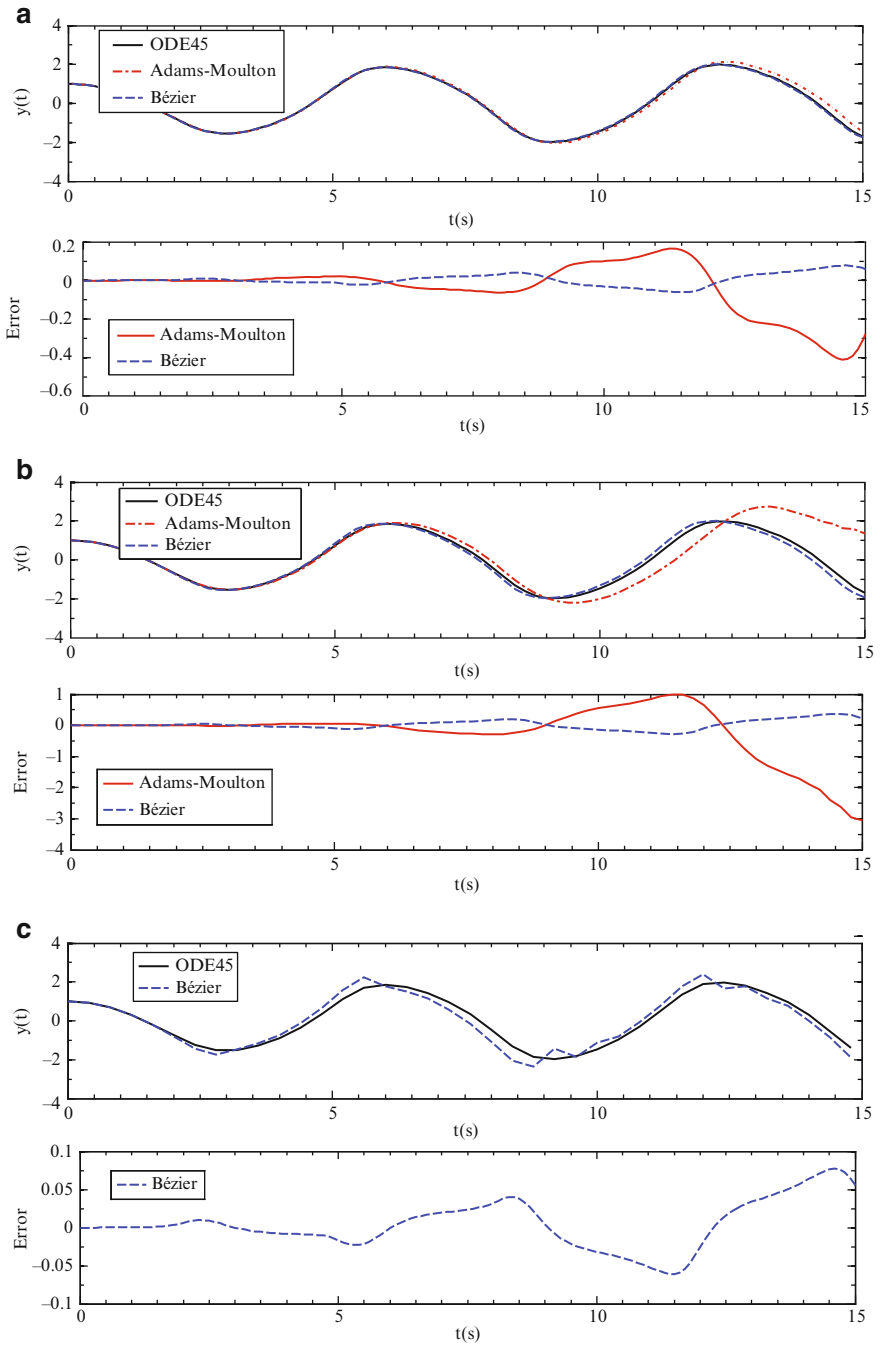 a
4
2
0
−2
−4
y(t)
ODE45
Adams-Moulton
Bézier
0 5 10 15
t(s)
0.2
0
−0.2
−0.4
−0.6
Error
Adams-Moulton
Bézier
0 5 10 15
t(s)
b
4
2
0
−2
−4
y(t)
ODE45
Adams-Moulton
Bézier
0 5 10 15
t(s)
1
0
−1
−2
−3
−4
Error
Adams-Moulton
Bézier
0 5 10 15
t(s)
c
4
2
0
−2
−4
y(t)
ODE45
Bézier
0 5 10 15
t(s)
0.1
0.05
0
−0.05
−0.1
Error
Bézier
0 5 10 15
t(s)